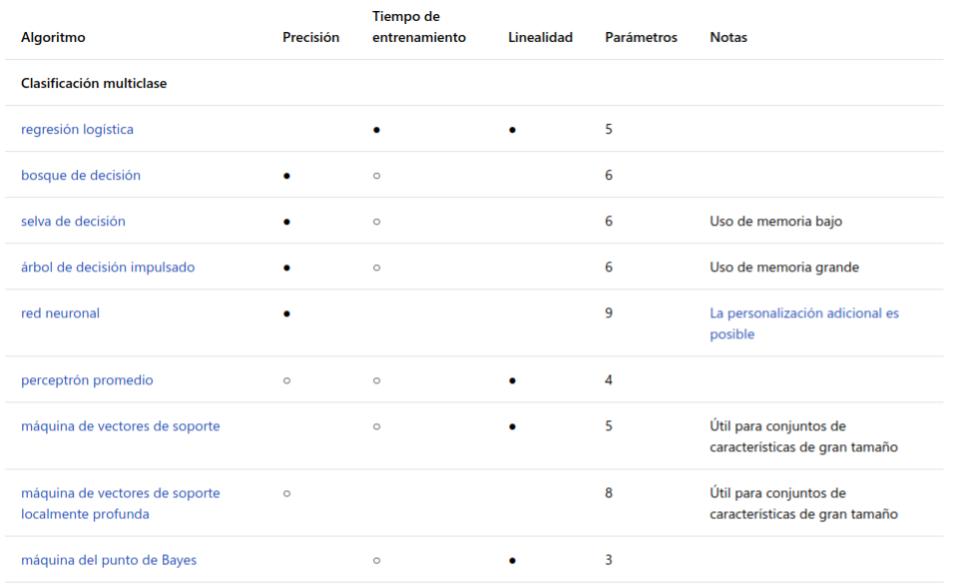 Algoritmo Precisión Tiempo de entrenamiento Linealidad Parámetros Notas
Clasificación multiclase
regresión logística ● ● 5
bosque de decisión ● ○ 6
selva de decisión ● ○ 6 Uso de memoria bajo
árbol de decisión impulsado ● ○ 6 Uso de memoria grande
red neuronal ● 9 La personalización adicional es
posible
perceptrón promedio ○ ○ ● 4
máquina de vectores de soporte ○ ● 5 Útil para conjuntos de
características de gran tamaño
máquina de vectores de soporte ○ 8 Útil para conjuntos de
localmente profunda características de gran tamaño
máquina del punto de Bayes ○ ● 3